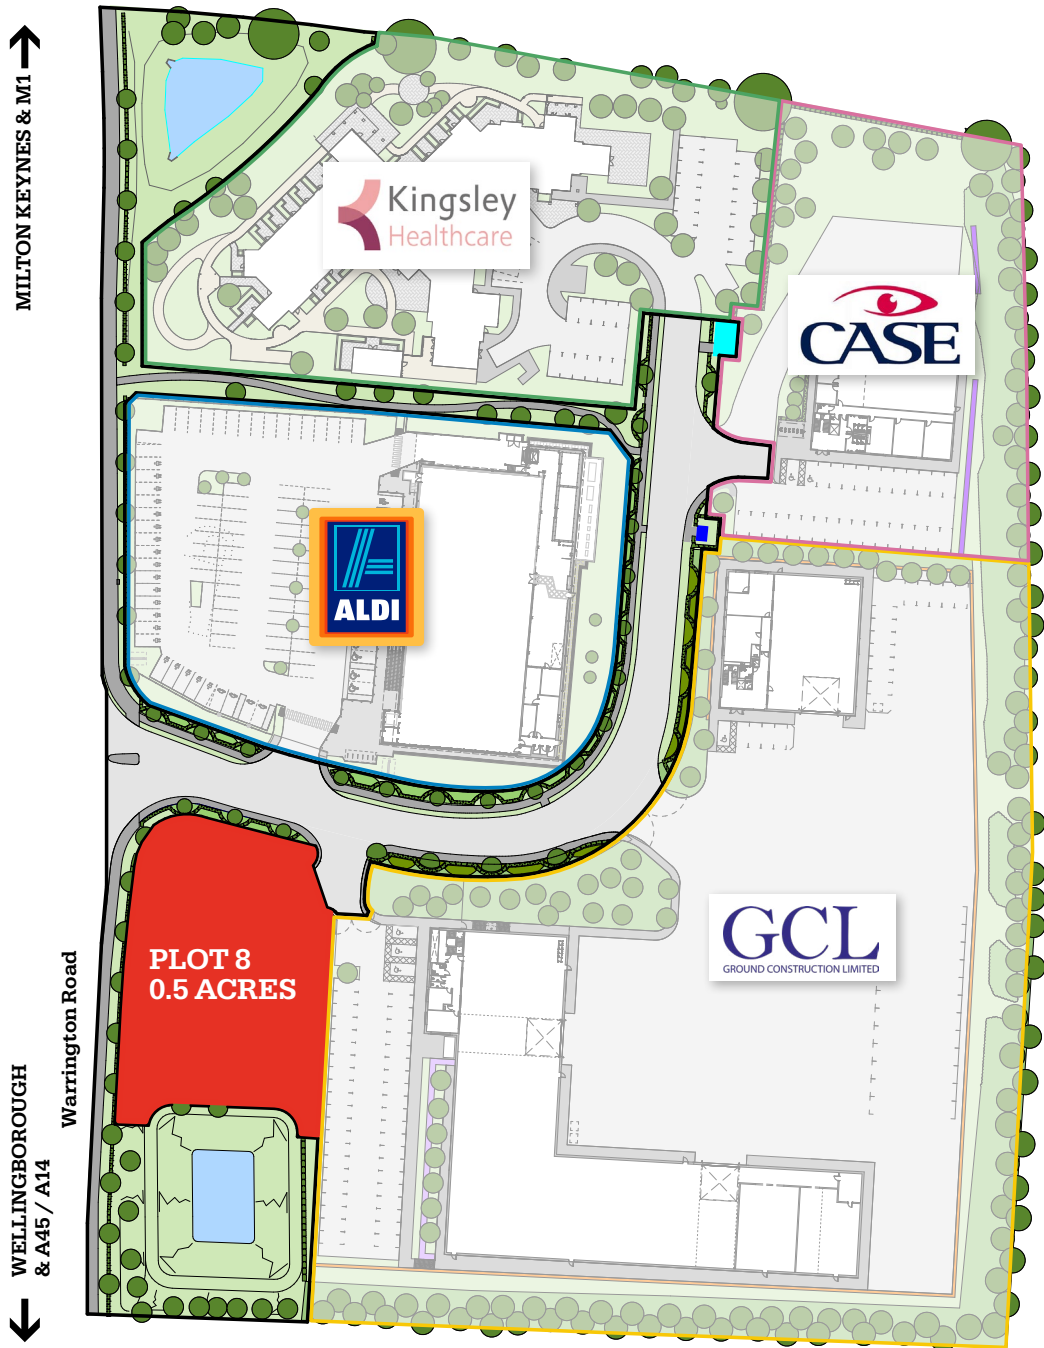 MILTON KEYNES & M1
Kingsley
Healthcare
CASE
ALDI
PLOT 8
0.5 ACRES
GCL
GROUND CONSTRUCTION LIMITED
Warrington Road
WELLINGBOROUGH
& A45 / A14